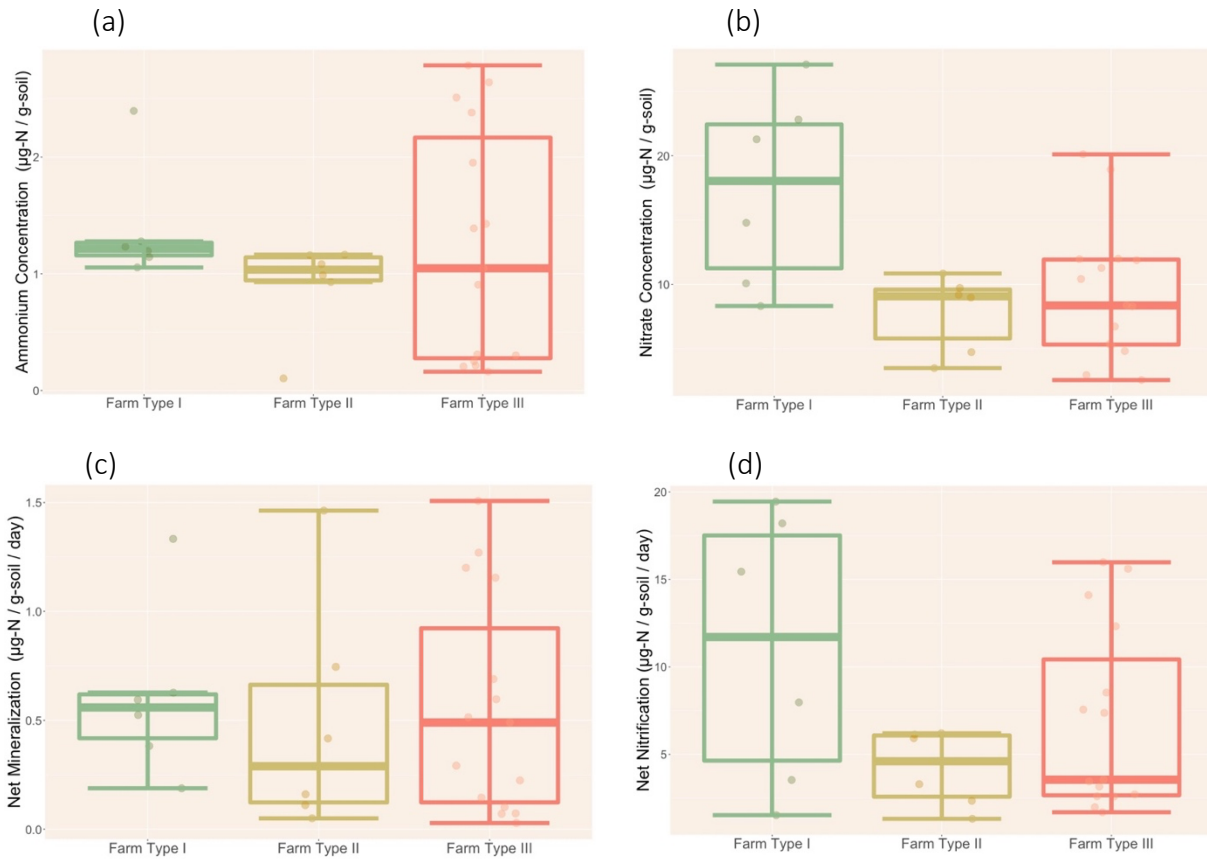 (a)
(b)
Ammonium Concentration (µg-N / g-soil)
2
1
0
Farm Type I
Farm Type II
Farm Type III
Nitrate Concentration (µg-N / g-soil)
20
10
Farm Type I
Farm Type II
Farm Type III
(c)
(d)
Net Mineralization (µg-N / g-soil / day)
1.5
1.0
0.5
0.0
Farm Type I
Farm Type II
Farm Type III
Net Nitrification (µg-N / g-soil / day)
20
15
10
5
Farm Type I
Farm Type II
Farm Type III